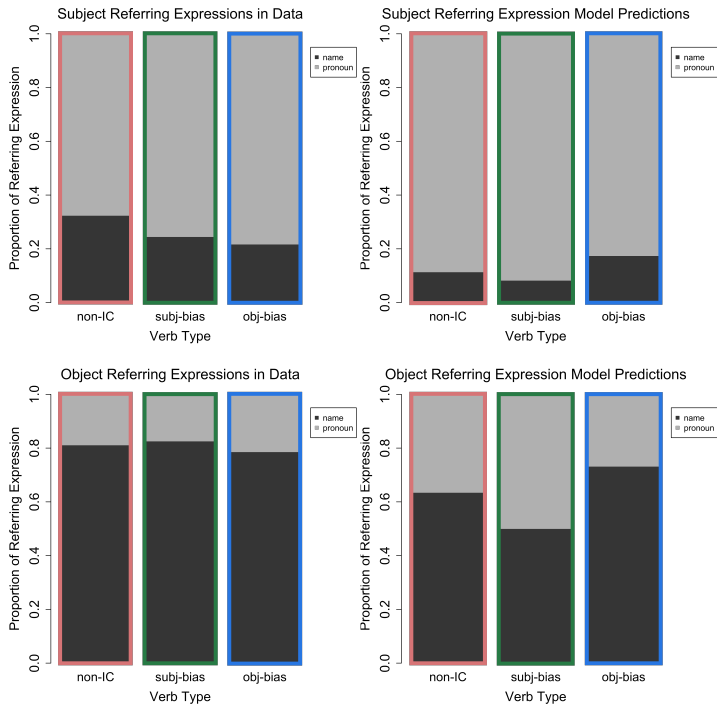 Subject Referring Expressions in Data
Proportion of Referring Expression
1.0
0.8
0.6
0.4
0.2
0.0
name
pronoun
non-IC subj-bias obj-bias
Verb Type
Subject Referring Expression Model Predictions
Proportion of Referring Expression
1.0
0.8
0.6
0.4
0.2
0.0
name
pronoun
non-IC subj-bias obj-bias
Verb Type
Object Referring Expressions in Data
Proportion of Referring Expression
1.0
0.8
0.6
0.4
0.2
0.0
name
pronoun
non-IC subj-bias obj-bias
Verb Type
Object Referring Expression Model Predictions
Proportion of Referring Expression
1.0
0.8
0.6
0.4
0.2
0.0
name
pronoun
non-IC subj-bias obj-bias
Verb Type